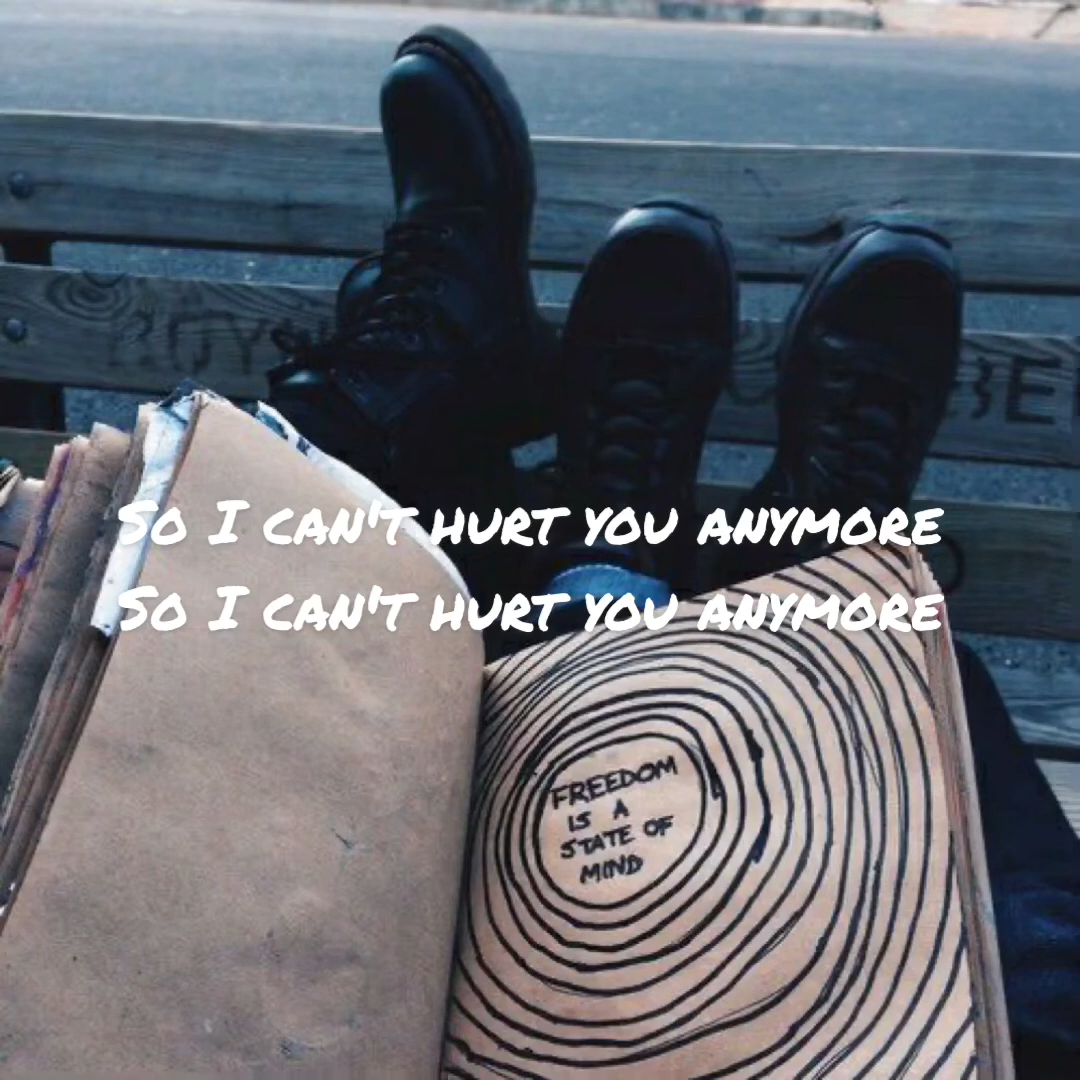 So I can't hurt you anymore
So I can't hurt you anymore
FREEDOM
IS A
STATE OF
MIND